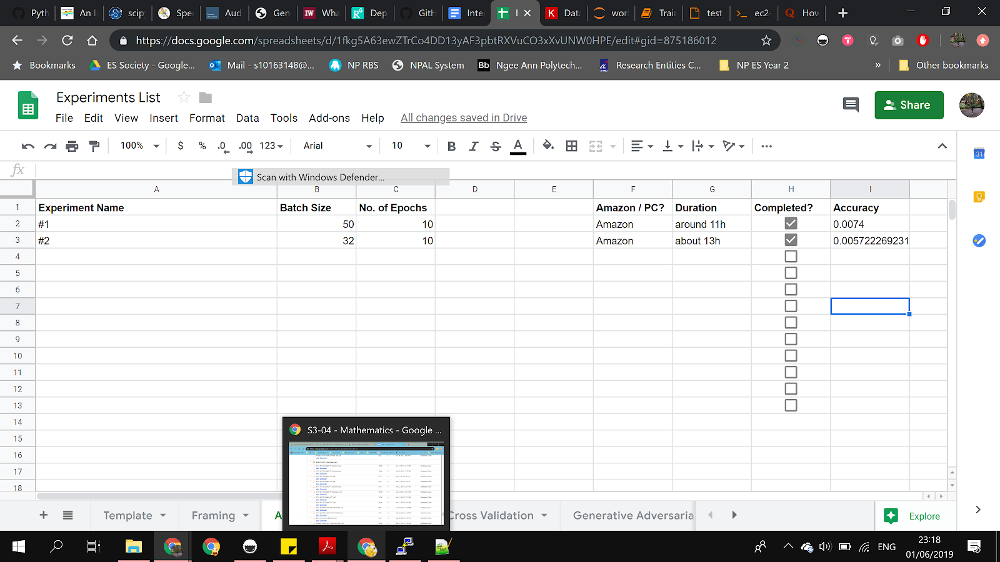 Pyth
An I
scip
Spe
Aud
Gen
Wha
Dep
GitH
Inte
E
Data
wor
Trair
test
ec2-
How
https://docs.google.com/spreadsheets/d/1fkg5A63ewZTrCo4DD13yAF3pbtRXVuCO3xXvUNW0HPE/edit#gid=875186012
Bookmarks ES Society - Google... Mail - s10163148@... NP RBS NPAL System Bb Ngee Ann Polytech... Research Entities C... NP ES Year 2 » Other bookmarks
Experiments List
File Edit View Insert Format Data Tools Add-ons Help All changes saved in Drive
Share
100% $ % .0 .00 123 Arial 10 B I S A ...
31
fx
Scan with Windows Defender...
A B C D E F G H I
1 Experiment Name Batch Size No. of Epochs Amazon / PC? Duration Completed? Accuracy
2 #1 50 10 Amazon around 11h 0.0074
3 #2 32 10 Amazon about 13h 0.005722269231
4
5
6
7
8
9
10
11
12
13
14
15
16
17
18
S3-04 - Mathematics - Google ...
+ Template Framing A Cross Validation Generative Adversaria Explore
ENG
23:18
01/06/2019